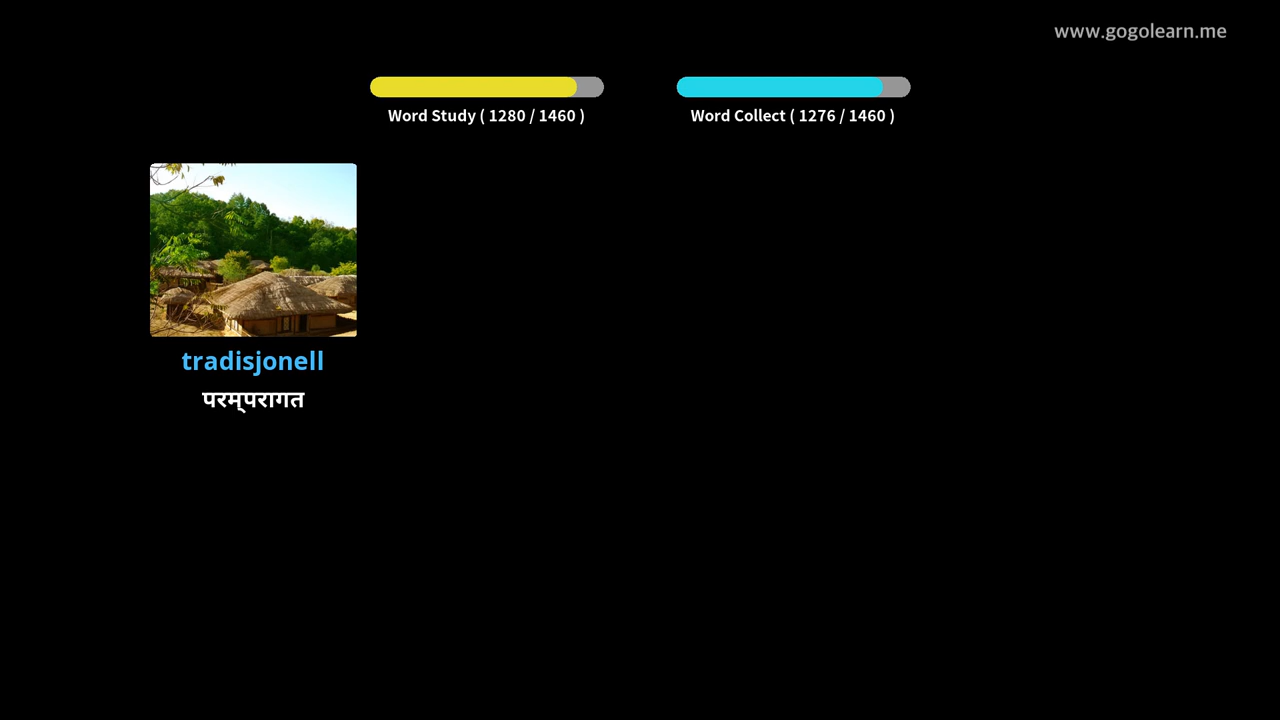 www.gogolearn.me
Word Study ( 1280 / 1460 )
Word Collect ( 1276 / 1460 )
tradisjonell
परम्परागत